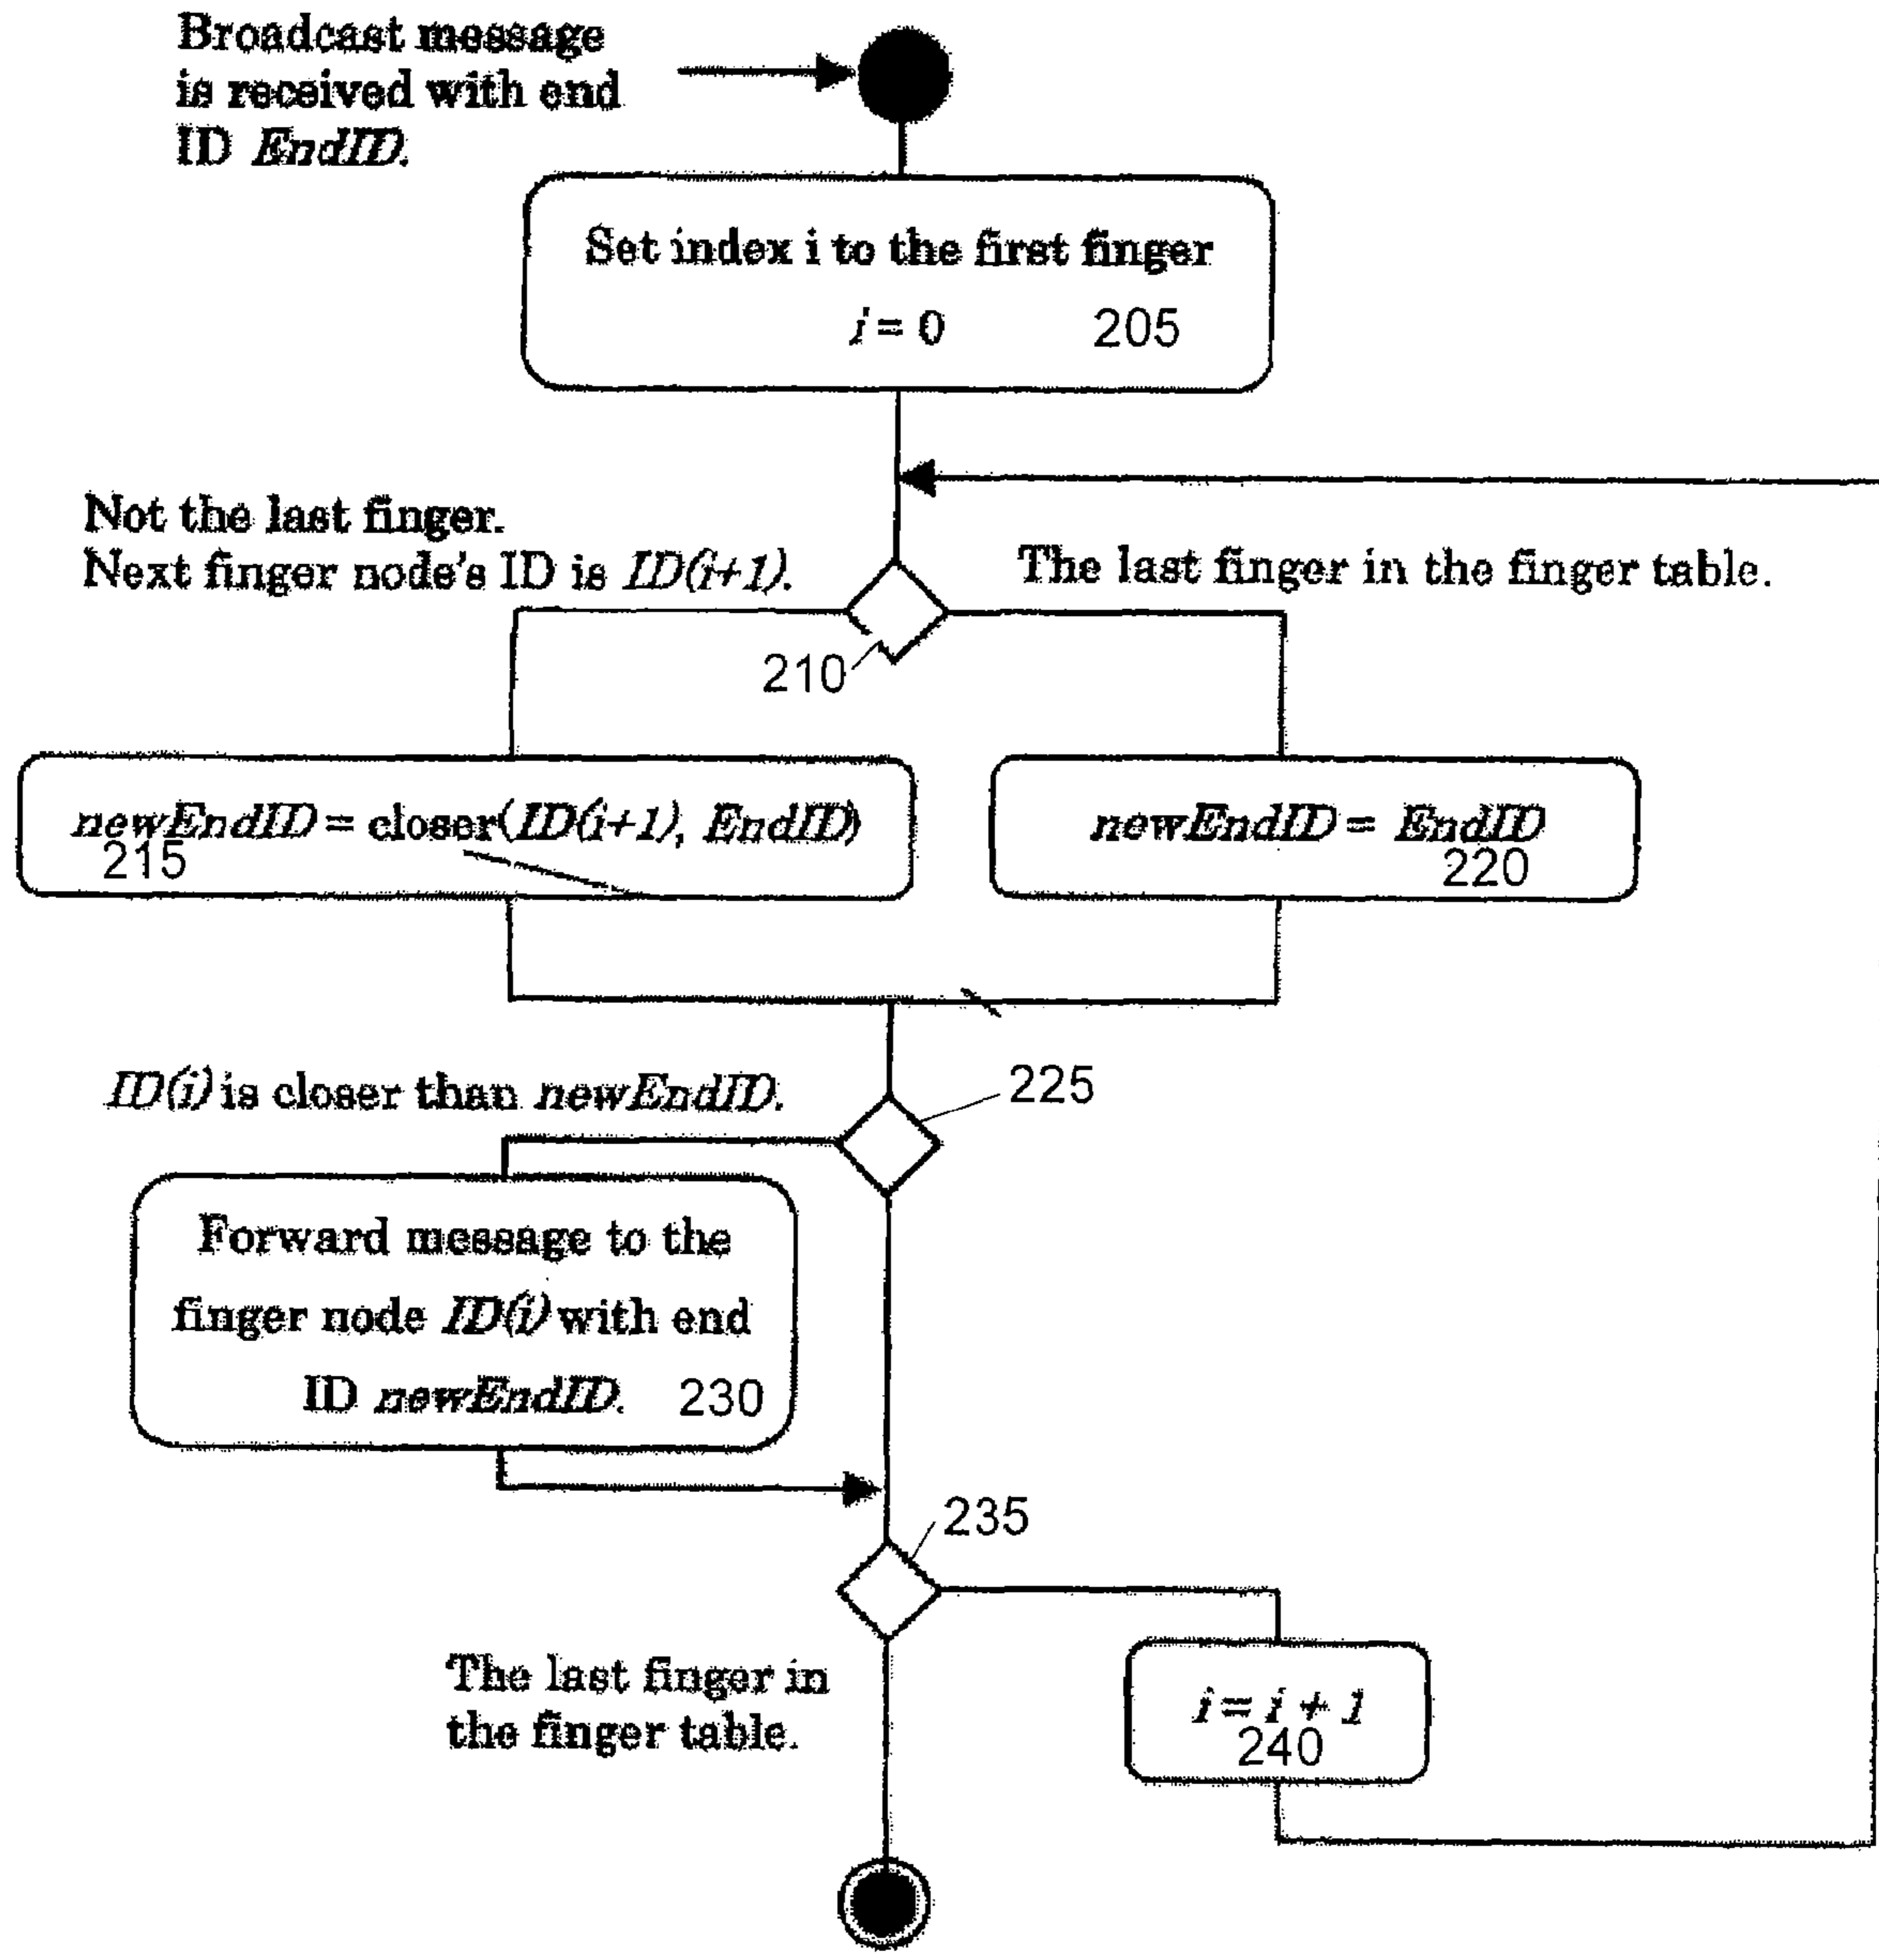 Broadcast message
is received with end
ID EndID.
Set index i to the first finger
i = 0 205
Not the last finger.
Next finger node's ID is ID(i+1).
The last finger in the finger table.
210
newEndID = closer(ID(i+1), EndID)
215
newEndID = EndID
220
ID(i) is closer than newEndID.
225
Forward message to the
finger node ID(i) with end
ID newEndID. 230
235
The last finger in
the finger table.
i = i + 1
240